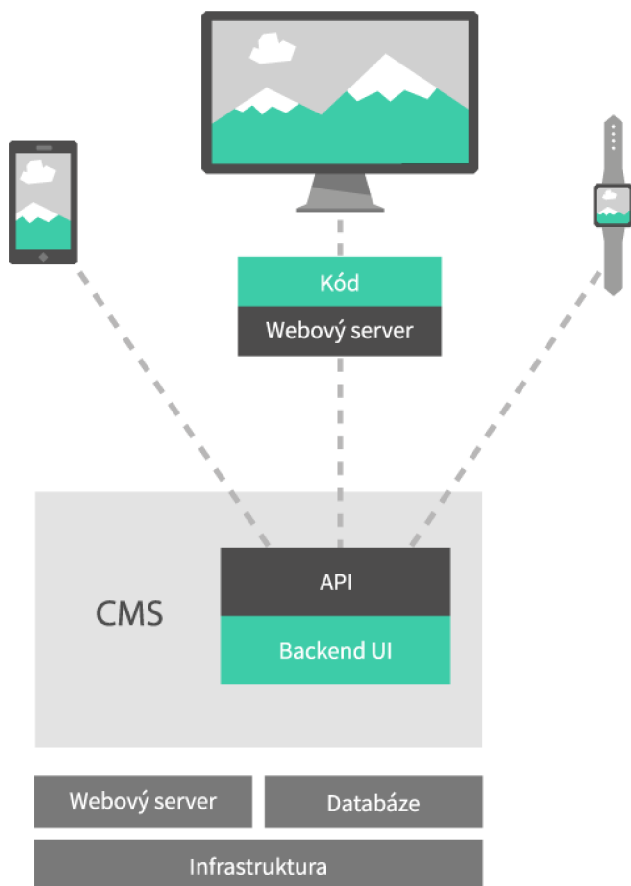 Kód
Webový server
API
CMS
Backend UI
Webový server
Databáze
Infrastruktura